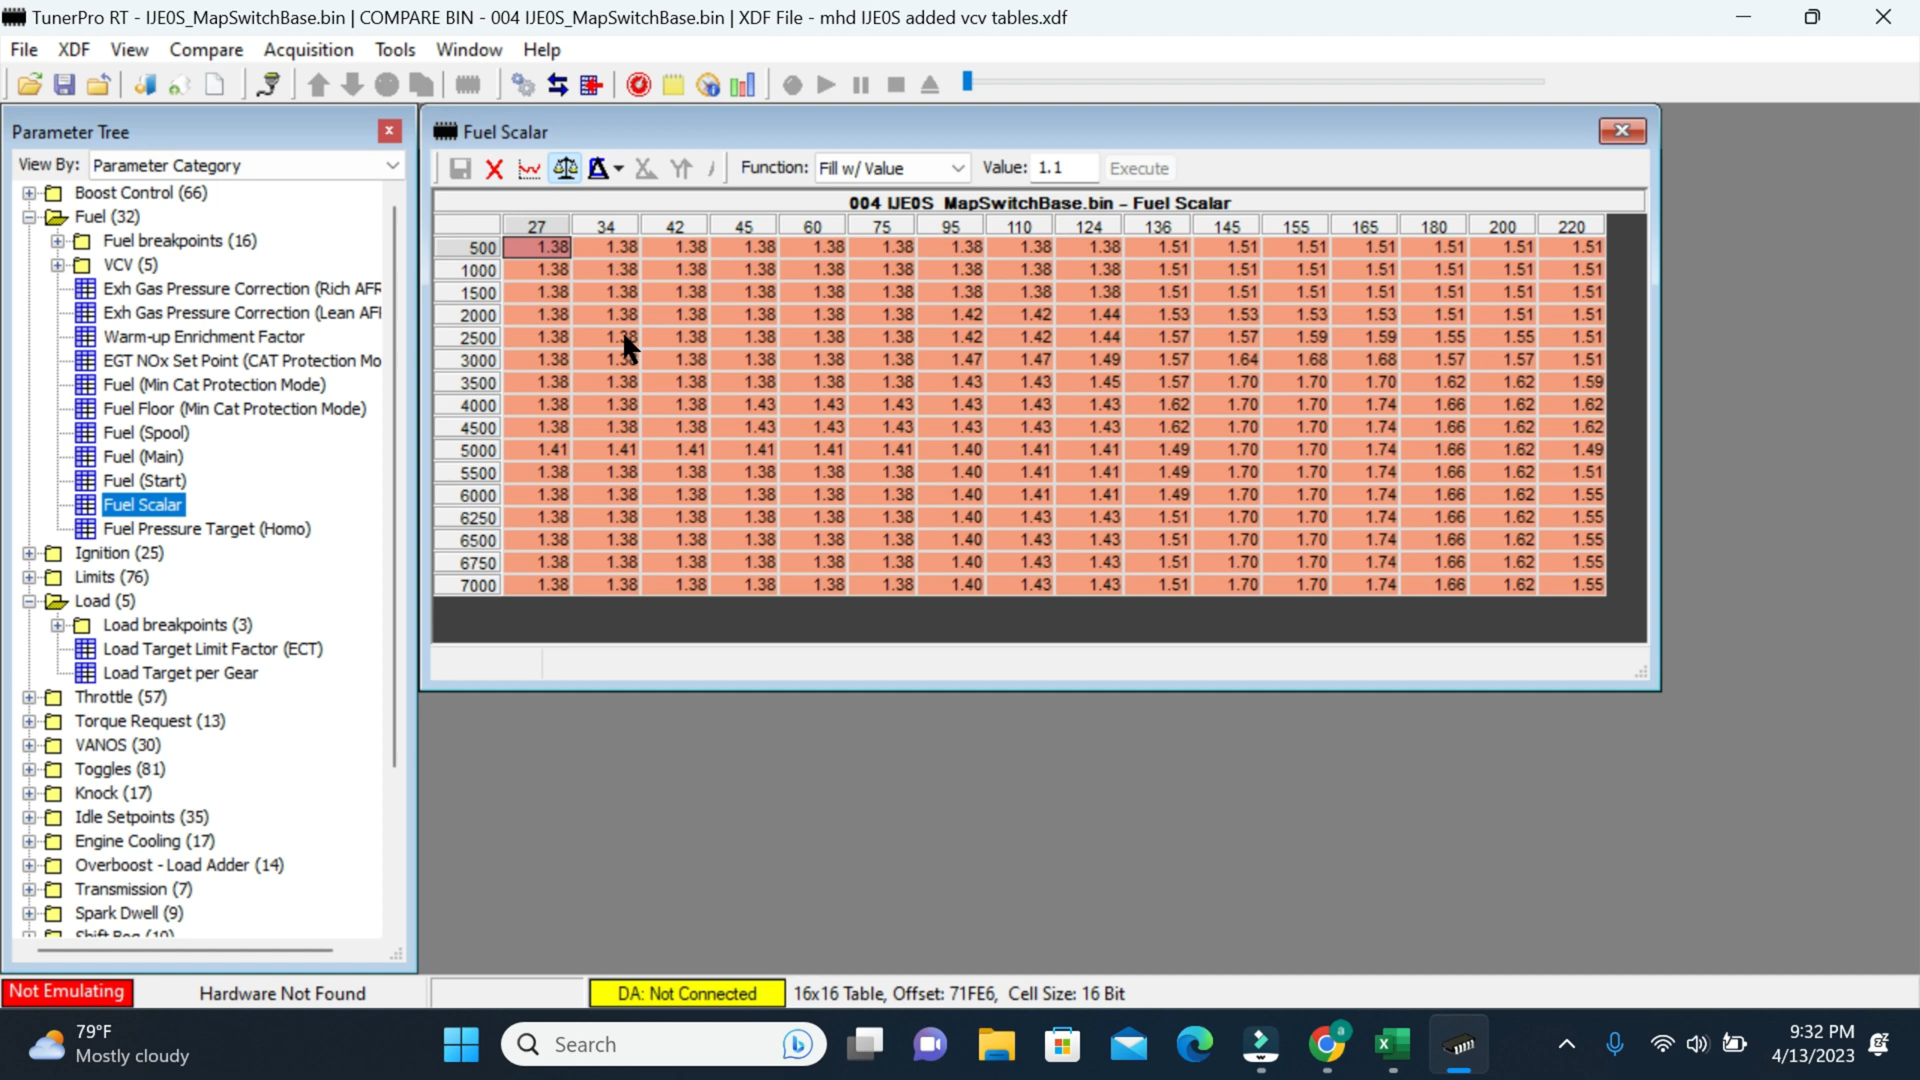 TunerPro RT - IJE0S_MapSwitchBase.bin | COMPARE BIN - 004 IJE0S_MapSwitchBase.bin | XDF File - mhd IJE0S added vcv tables.xdf
File XDF View Compare Acquisition Tools Window Help
Parameter Tree
View By: Parameter Category
Boost Control (66)
Fuel (32)
Fuel breakpoints (16)
VCV (5)
Exh Gas Pressure Correction (Rich AFR
Exh Gas Pressure Correction (Lean AFI
Warm-up Enrichment Factor
EGT NOx Set Point (CAT Protection Mo
Fuel (Min Cat Protection Mode)
Fuel Floor (Min Cat Protection Mode)
Fuel (Spool)
Fuel (Main)
Fuel (Start)
Fuel Scalar
Fuel Pressure Target (Homo)
Ignition (25)
Limits (76)
Load (5)
Load breakpoints (3)
Load Target Limit Factor (ECT)
Load Target per Gear
Throttle (57)
Torque Request (13)
VANOS (30)
Toggles (81)
Knock (17)
Idle Setpoints (35)
Engine Cooling (17)
Overboost - Load Adder (14)
Transmission (7)
Spark Dwell (9)
Fuel Scalar
Function: Fill w/ Value Value: 1.1 Execute
004 IJE0S_MapSwitchBase.bin - Fuel Scalar
27 34 42 45 60 75 95 110 124 136 145 155 165 180 200 220
500 1.38 1.38 1.38 1.38 1.38 1.38 1.38 1.38 1.38 1.51 1.51 1.51 1.51 1.51 1.51 1.51
1000 1.38 1.38 1.38 1.38 1.38 1.38 1.38 1.38 1.38 1.51 1.51 1.51 1.51 1.51 1.51 1.51
1500 1.38 1.38 1.38 1.38 1.38 1.38 1.38 1.38 1.38 1.51 1.51 1.51 1.51 1.51 1.51 1.51
2000 1.38 1.38 1.38 1.38 1.38 1.38 1.42 1.42 1.44 1.53 1.53 1.53 1.53 1.51 1.51 1.51
2500 1.38 1.38 1.38 1.38 1.38 1.38 1.42 1.42 1.44 1.57 1.57 1.59 1.59 1.55 1.55 1.51
3000 1.38 1.38 1.38 1.38 1.38 1.38 1.47 1.47 1.49 1.57 1.64 1.68 1.68 1.57 1.57 1.51
3500 1.38 1.38 1.38 1.38 1.38 1.38 1.43 1.43 1.45 1.57 1.70 1.70 1.70 1.62 1.62 1.59
4000 1.38 1.38 1.38 1.43 1.43 1.43 1.43 1.43 1.43 1.62 1.70 1.70 1.74 1.66 1.62 1.62
4500 1.38 1.38 1.38 1.43 1.43 1.43 1.43 1.43 1.43 1.62 1.70 1.70 1.74 1.66 1.62 1.62
5000 1.41 1.41 1.41 1.41 1.41 1.41 1.40 1.41 1.41 1.49 1.70 1.70 1.74 1.66 1.62 1.49
5500 1.38 1.38 1.38 1.38 1.38 1.38 1.40 1.41 1.41 1.49 1.70 1.70 1.74 1.66 1.62 1.51
6000 1.38 1.38 1.38 1.38 1.38 1.38 1.40 1.41 1.41 1.49 1.70 1.70 1.74 1.66 1.62 1.55
6250 1.38 1.38 1.38 1.38 1.38 1.38 1.40 1.43 1.43 1.51 1.70 1.70 1.74 1.66 1.62 1.55
6500 1.38 1.38 1.38 1.38 1.38 1.38 1.40 1.43 1.43 1.51 1.70 1.70 1.74 1.66 1.62 1.55
6750 1.38 1.38 1.38 1.38 1.38 1.38 1.40 1.43 1.43 1.51 1.70 1.70 1.74 1.66 1.62 1.55
7000 1.38 1.38 1.38 1.38 1.38 1.38 1.40 1.43 1.43 1.51 1.70 1.70 1.74 1.66 1.62 1.55
Not Emulating Hardware Not Found DA: Not Connected 16x16 Table, Offset: 71FE6, Cell Size: 16 Bit
79°F
Mostly cloudy
Search
9:32 PM
4/13/2023